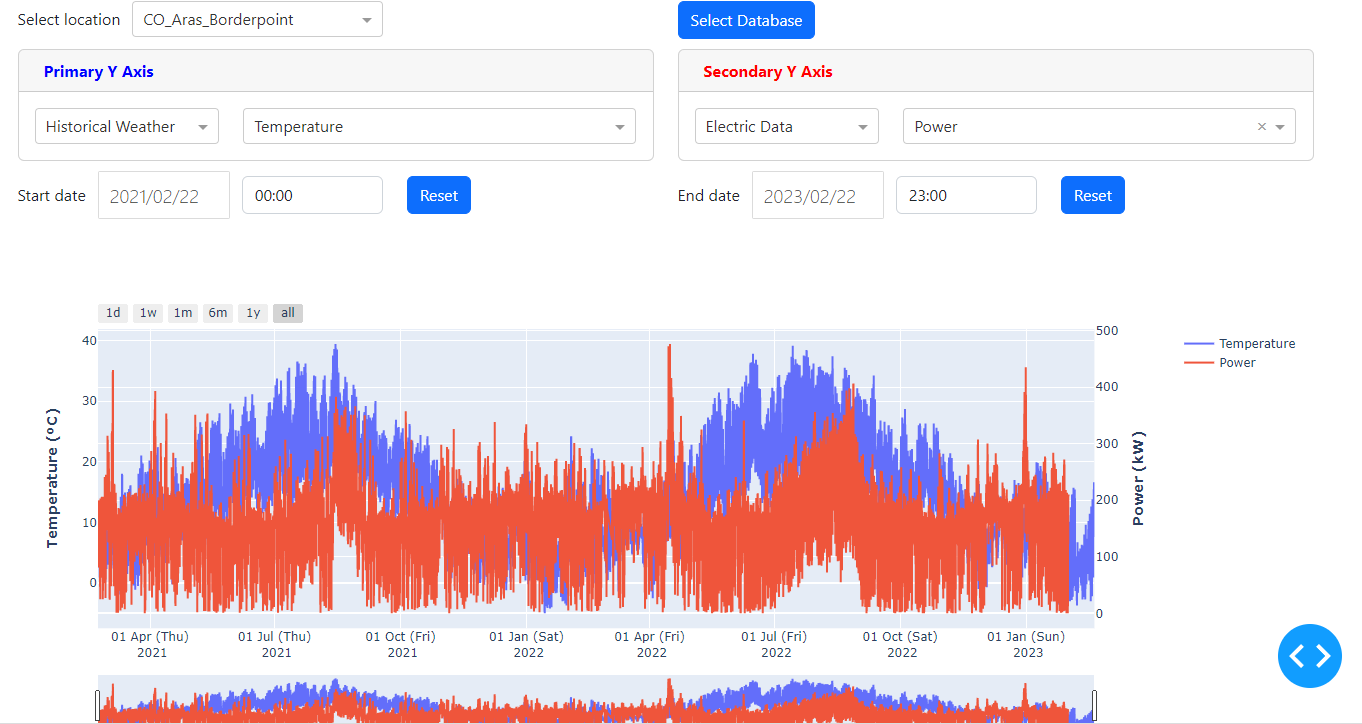 Select location CO_Aras_Borderpoint Select Database
Primary Y Axis Secondary Y Axis
Historical Weather Temperature Electric Data Power ×
Start date 2021/02/22 00:00 Reset End date 2023/02/22 23:00 Reset
1d 1w 1m 6m 1y all
40
30
20
10
0
Temperature (ºC)
500
400
300
200
100
0
Power (kW)
Temperature
Power
01 Apr (Thu) 01 Jul (Thu) 01 Oct (Fri) 01 Jan (Sat) 01 Apr (Fri) 01 Jul (Fri) 01 Oct (Sat) 01 Jan (Sun)
2021 2021 2021 2022 2022 2022 2022 2023